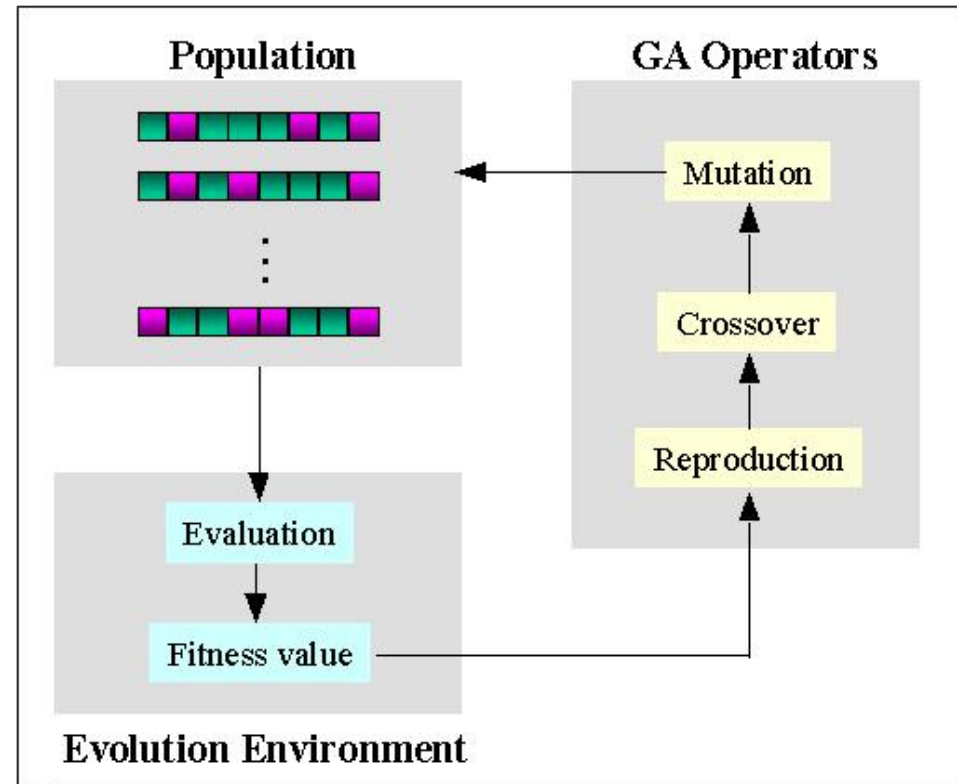 Population
GA Operators
Mutation
Crossover
Reproduction
Evaluation
Fitness value
Evolution Environment